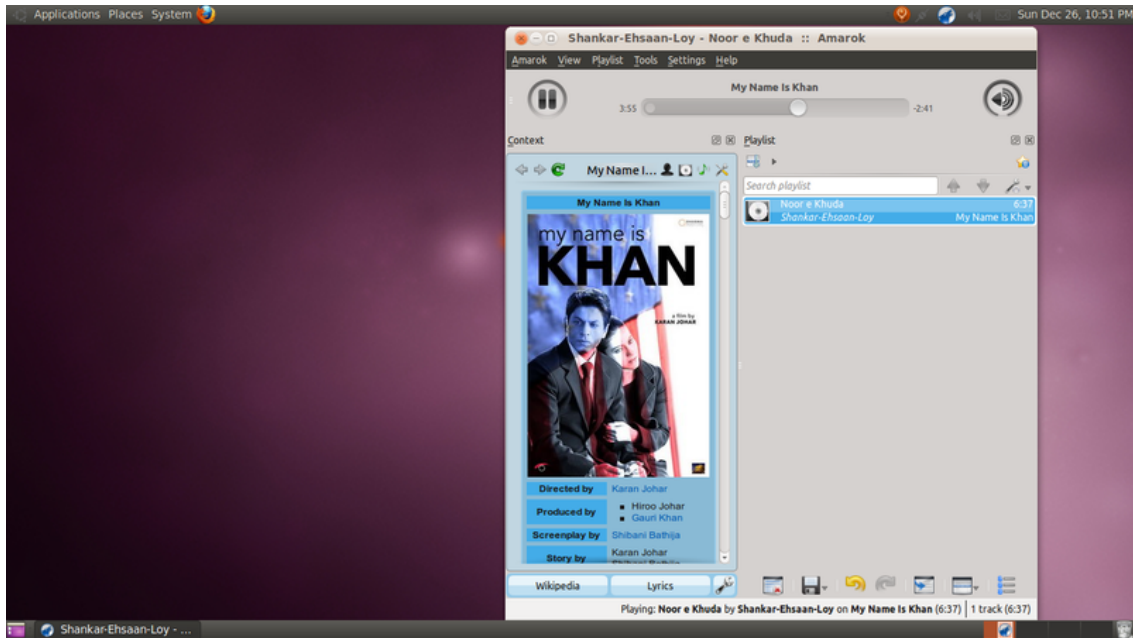 Applications Places System
Sun Dec 26, 10:51 PM
Shankar-Ehsaan-Loy - Noor e Khuda :: Amarok
Amarok View Playlist Tools Settings Help
My Name Is Khan
3:55
-2:41
Context
My Name I...
My Name Is Khan
my name is
KHAN
a film by
KARAN JOHAR
Directed by Karan Johar
Produced by
Hiroo Johar
Gauri Khan
Screenplay by Shibani Bathija
Story by
Karan Johar
Shibani Bathija
Wikipedia
Lyrics
Playlist
Search playlist
Noor e Khuda 6:37
Shankar-Ehsaan-Loy My Name Is Khan
Playing: Noor e Khuda by Shankar-Ehsaan-Loy on My Name Is Khan (6:37) 1 track (6:37)
Shankar-Ehsaan-Loy - ...